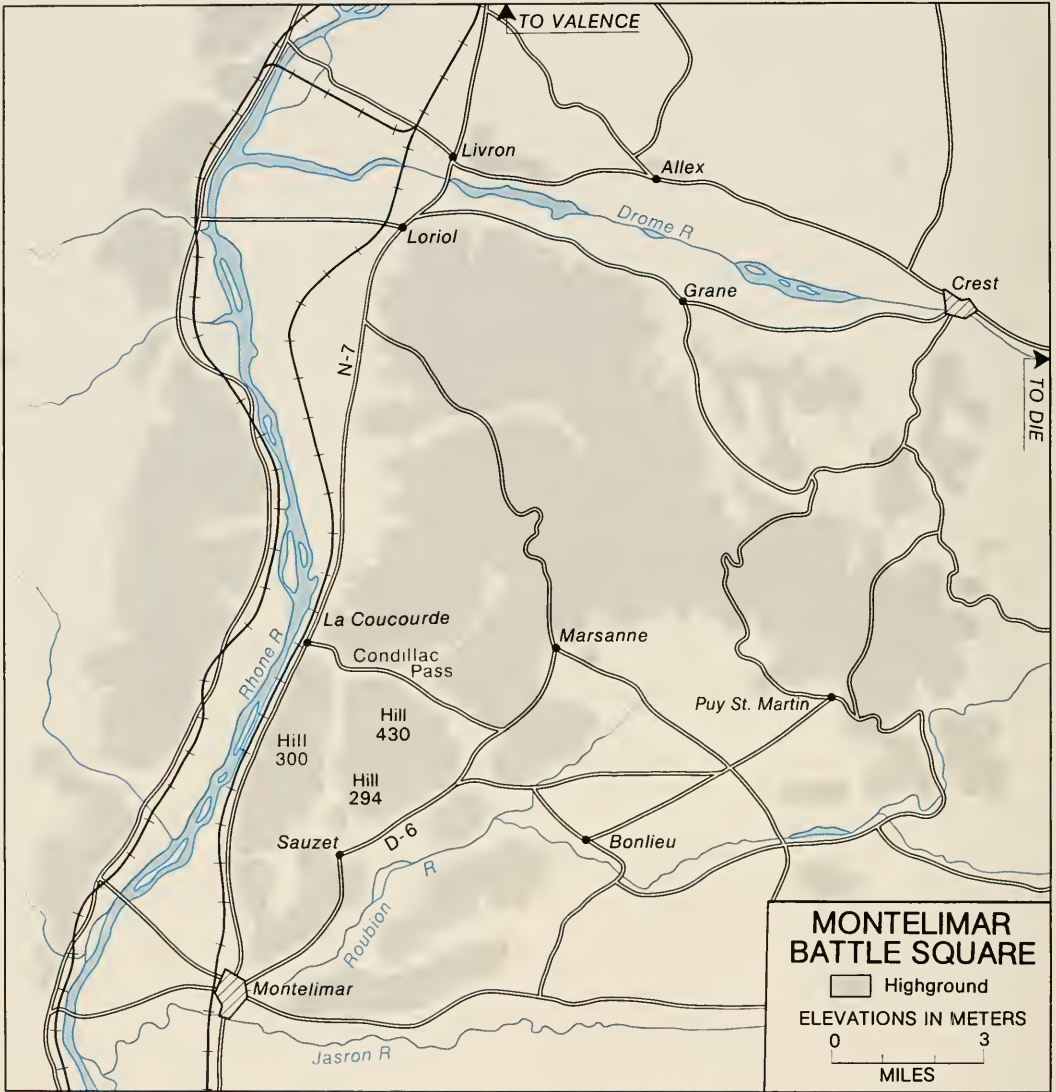 TO VALENCE
Livron
Allex
Drome R
Loriol
Crest
Grane
N-7
TO DIE
La Coucourde
Condillac
Pass
Marsanne
Rhone R
Puy St. Martin
Hill
430
Hill
300
Hill
294
D-6
Sauzet
Bonlieu
Roubion R
Montelimar
Jasron R
MONTELIMAR
BATTLE SQUARE
Highground
ELEVATIONS IN METERS
0 3
MILES